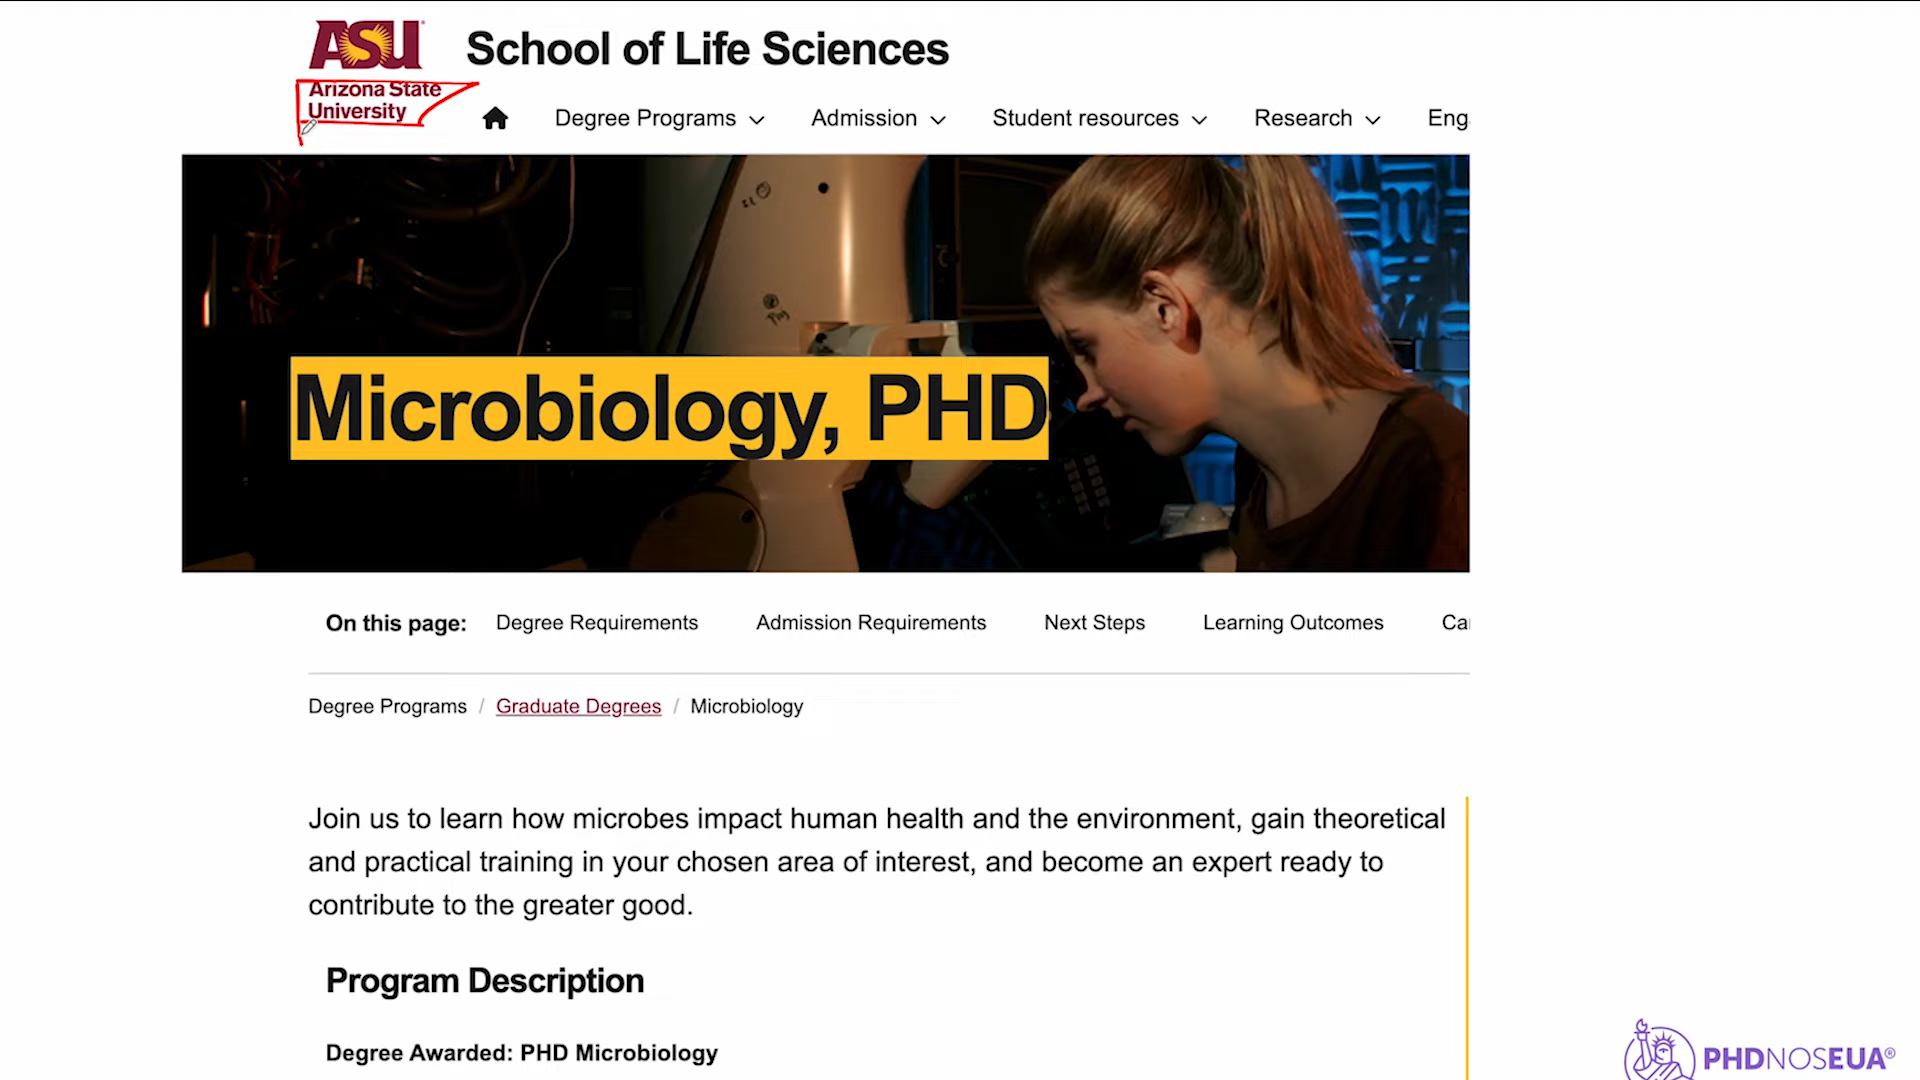 ASU
School of Life Sciences
Arizona State
University
Degree Programs
Admission
Student resources
Research
Eng
Microbiology, PHD
On this page:
Degree Requirements
Admission Requirements
Next Steps
Learning Outcomes
Ca
Degree Programs / Graduate Degrees / Microbiology
Join us to learn how microbes impact human health and the environment, gain theoretical
and practical training in your chosen area of interest, and become an expert ready to
contribute to the greater good.
Program Description
Degree Awarded: PHD Microbiology
PHDNOSEUA®